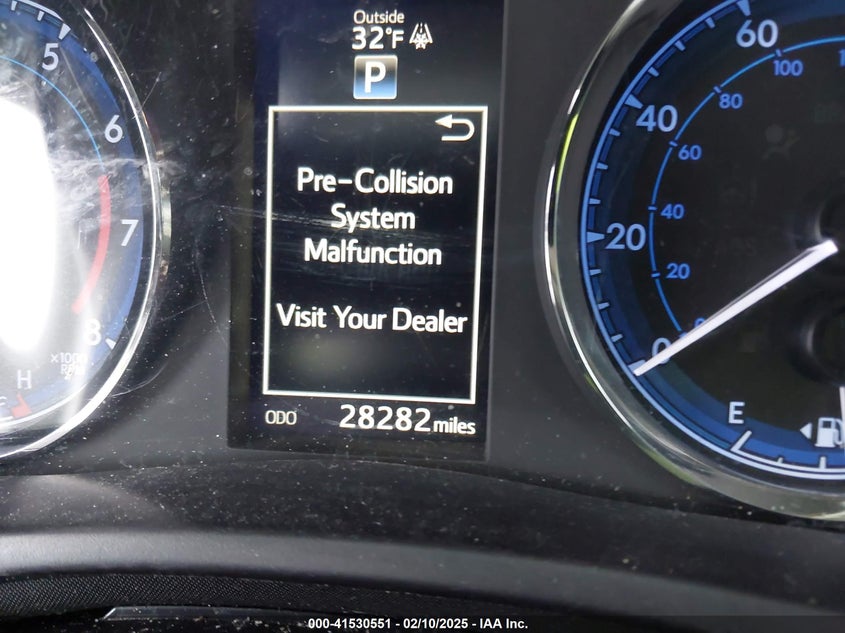 Outside
32°F
P
Pre-Collision
System
Malfunction
Visit Your Dealer
ODO 28282 miles
5
6
7
8
×1000
RPM
H
60
40
20
0
100
80
60
40
20
E
000-41530551 - 02/10/2025 - IAA Inc.